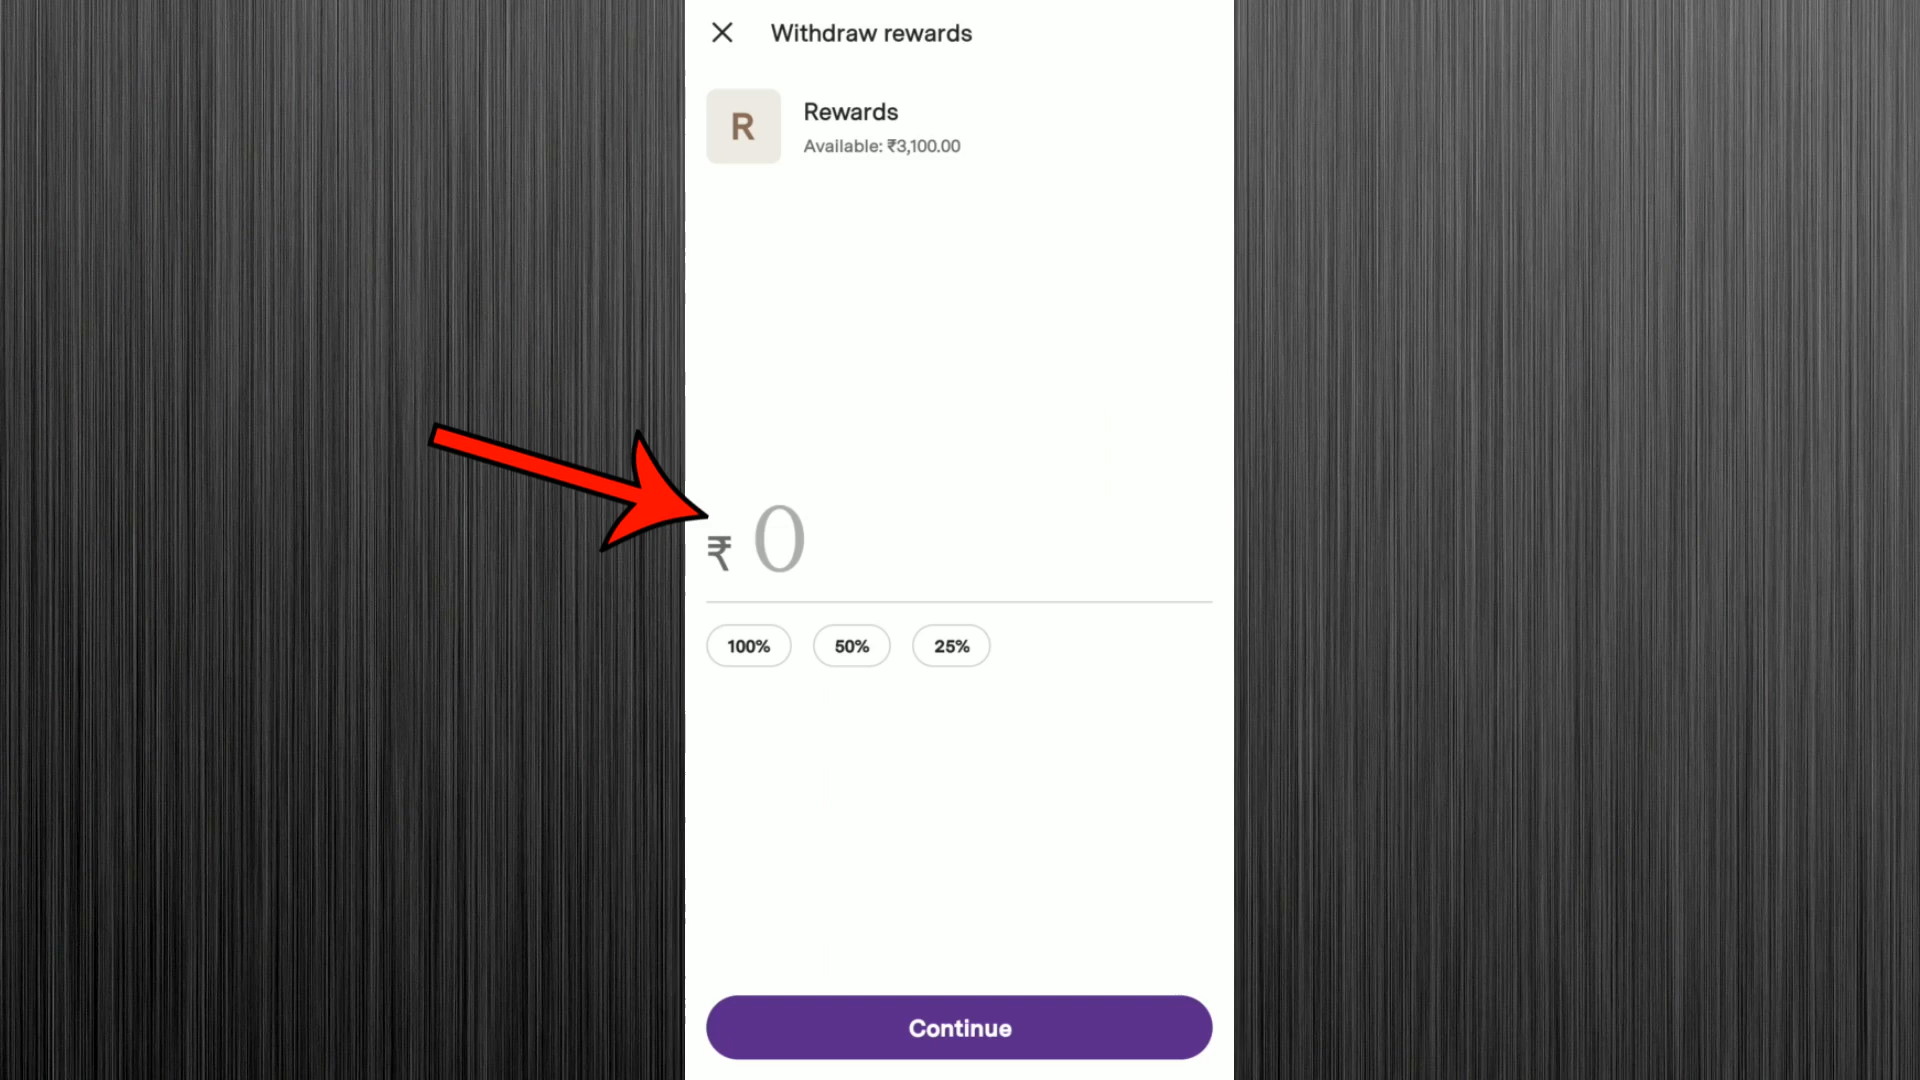 Withdraw rewards
R
Rewards
Available: ₹3,100.00
₹ 0
100% 50% 25%
Continue